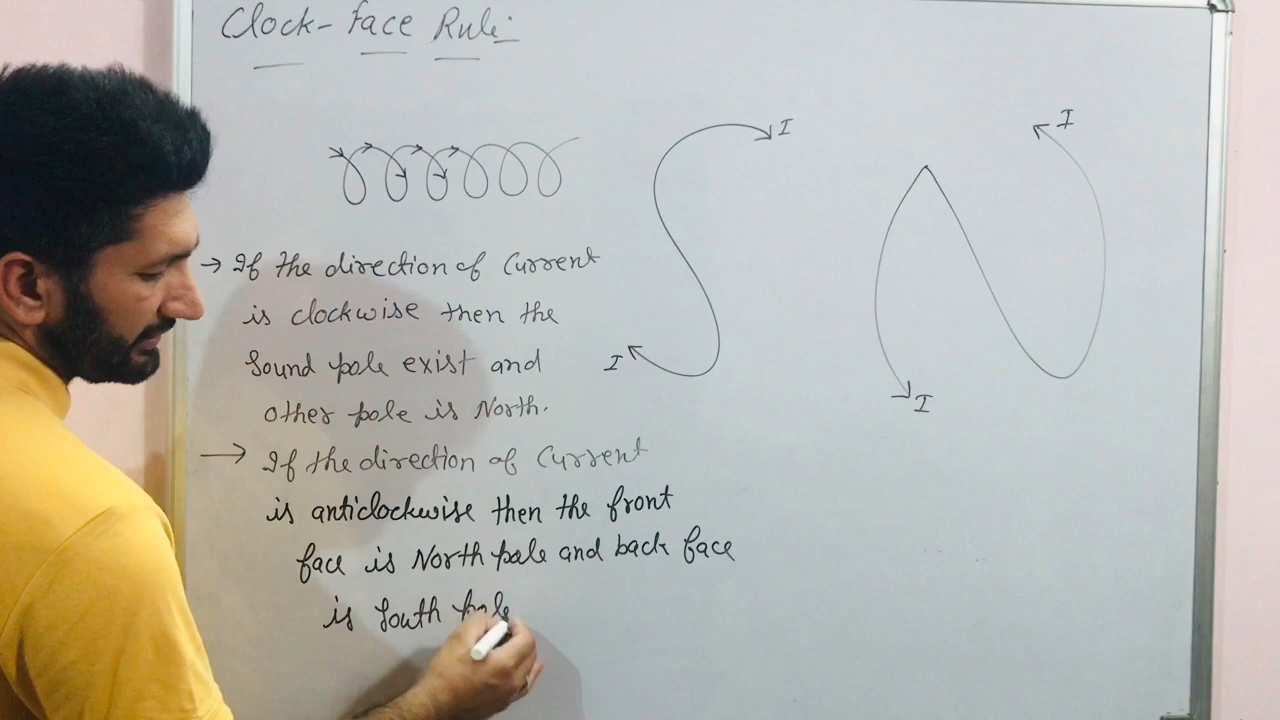 Clock-Face Rule:
I
I
→ If the direction of Current
is clockwise then the
Sound pole exist and
I
other pole is North.
I
→ If the direction of Current
is anticlockwise then the front
face is North pole and back face
is South pole